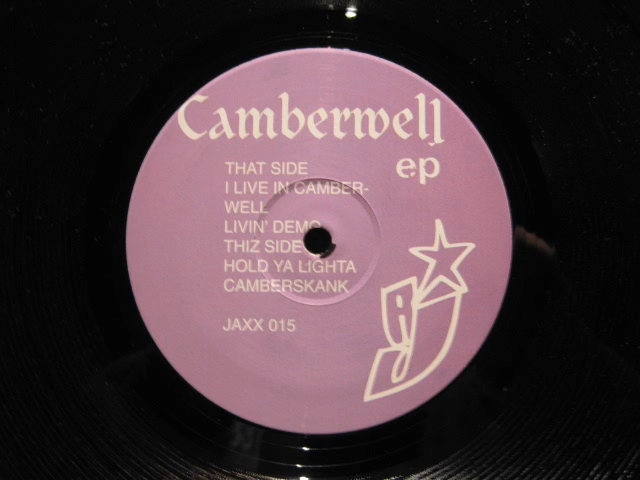 Camberwell
ep
THAT SIDE
I LIVE IN CAMBER-
WELL
LIVIN' DEMO
THIZ SIDE
HOLD YA LIGHTA
CAMBERSKANK
JAXX 015